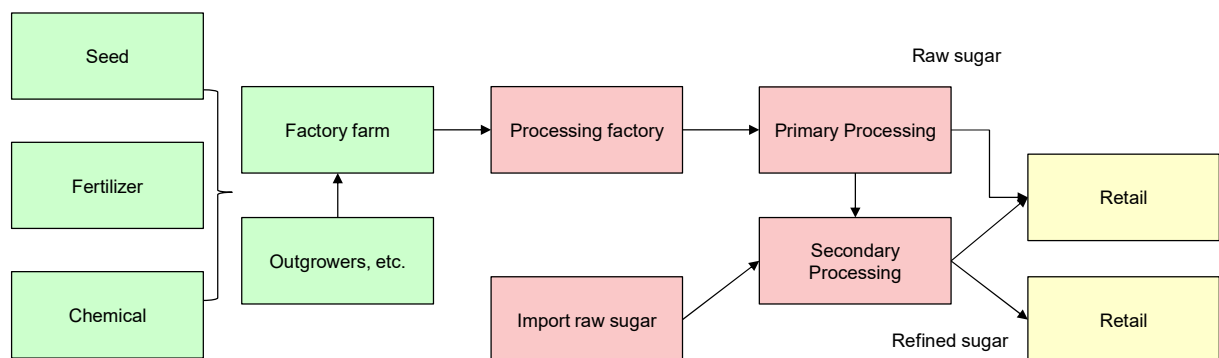 Seed
Raw sugar
Factory farm
Processing factory
Primary Processing
Fertilizer
Retail
Outgrowers, etc.
Secondary
Processing
Chemical
Import raw sugar
Retail
Refined sugar